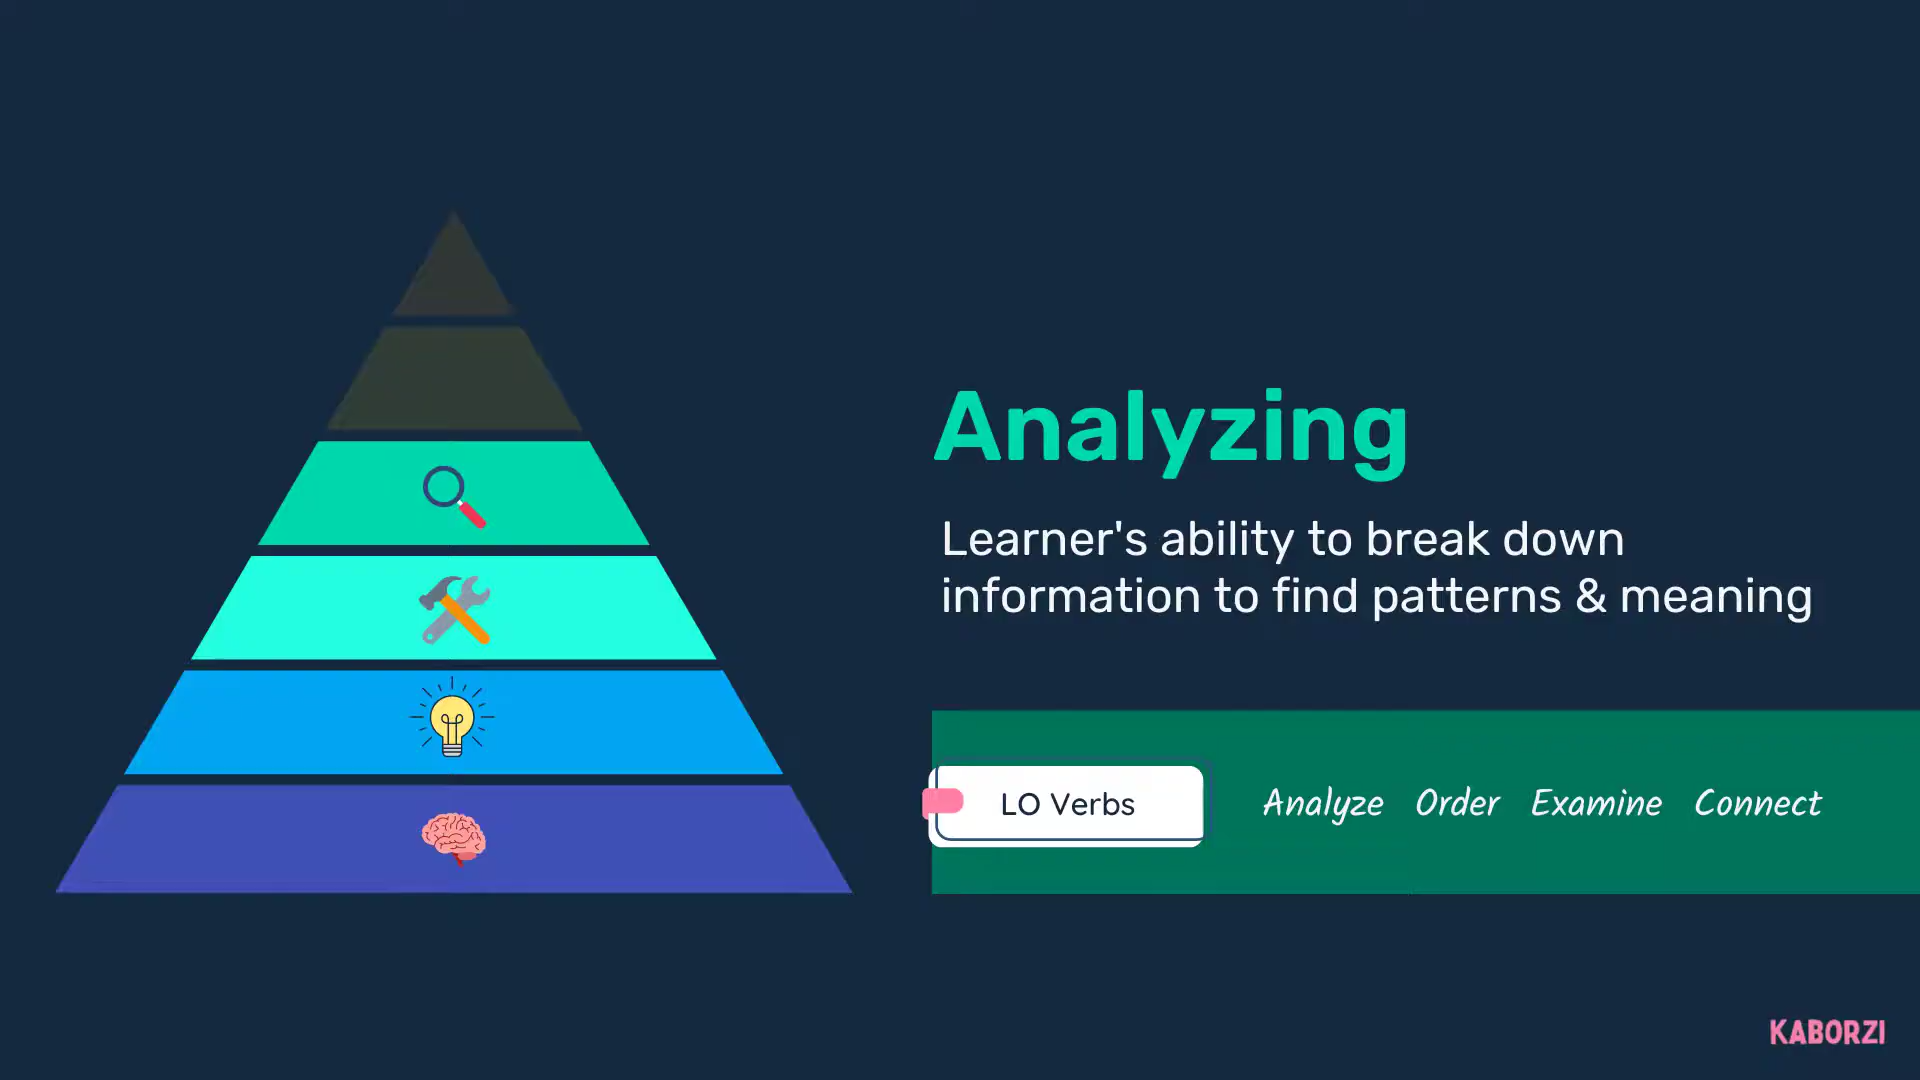 Analyzing
Learner's ability to break down
information to find patterns & meaning
LO Verbs
Analyze Order Examine Connect
KABORZI